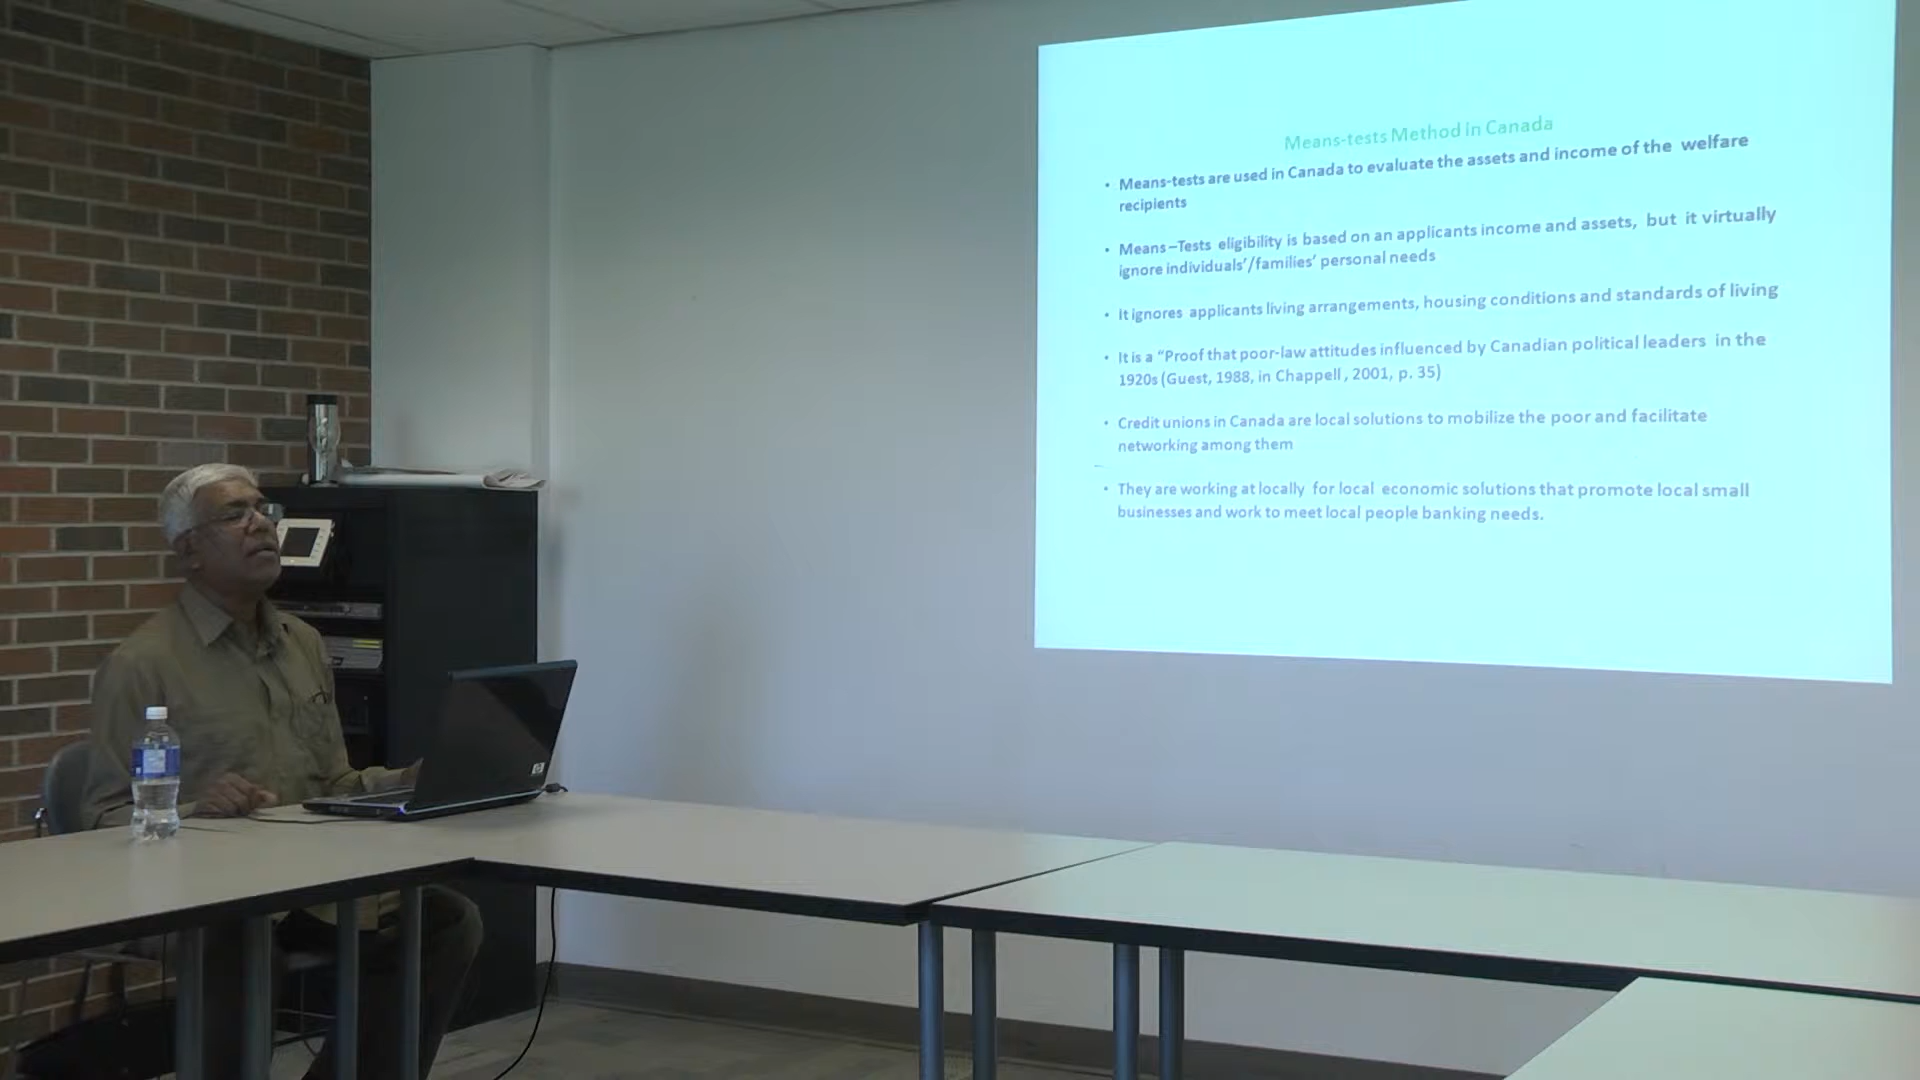 Means-tests Method in Canada
• Means-tests are used in Canada to evaluate the assets and income of the welfare
recipients
• Means–Tests eligibility is based on an applicants income and assets, but it virtually
ignore individuals’/families’ personal needs
• It ignores applicants living arrangements, housing conditions and standards of living
• It is a “Proof that poor-law attitudes influenced by Canadian political leaders in the
1920s (Guest, 1988, in Chappell, 2001, p. 35)
• Credit unions in Canada are local solutions to mobilize the poor and facilitate
networking among them
• They are working at locally for local economic solutions that promote local small
businesses and work to meet local people banking needs.
hp